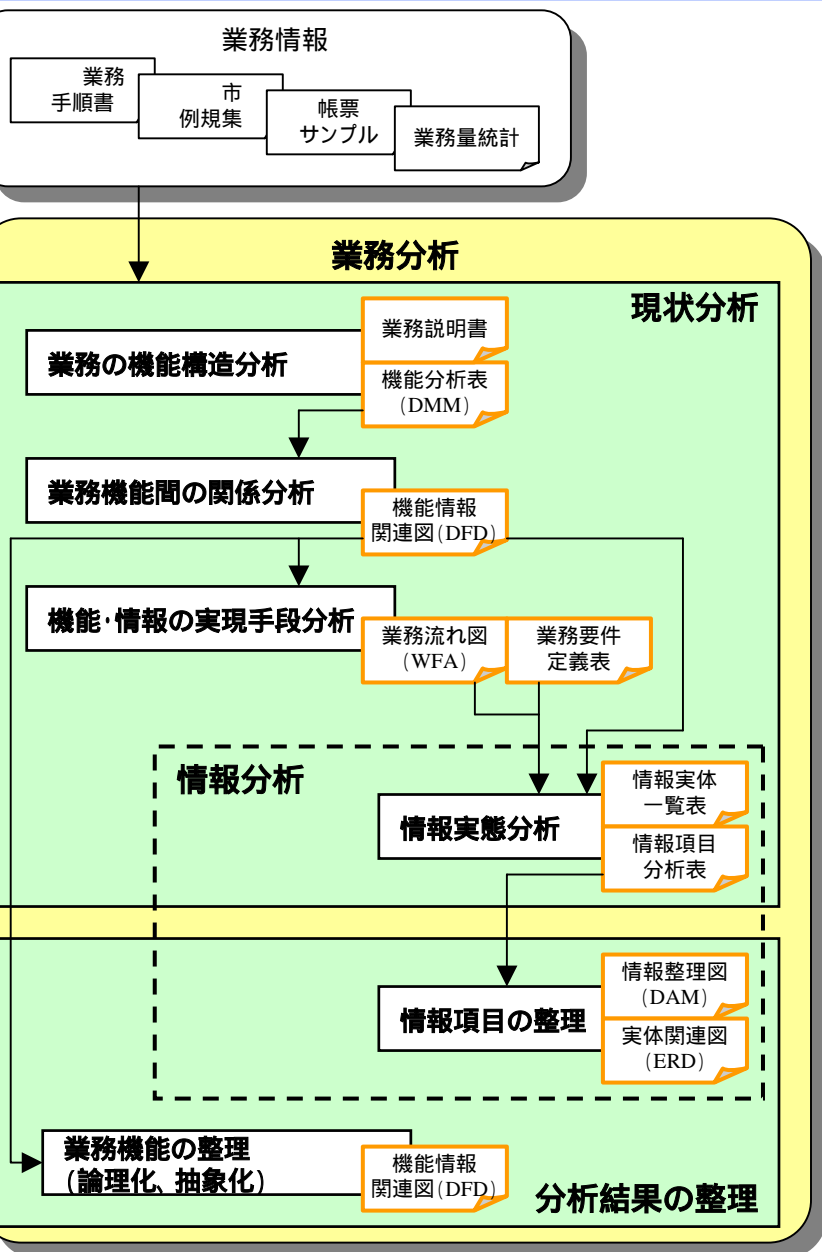 業務情報
業務
手順書
市
例規集
帳票
サンプル
業務量統計
業務分析
現状分析
業務の機能構造分析
業務説明書
機能分析表
(DMM)
業務機能間の関係分析
機能情報
関連図(DFD)
機能・情報の実現手段分析
業務流れ図
(WFA)
業務要件
定義表
情報分析
情報実態分析
情報実体
一覧表
情報項目
分析表
情報項目の整理
情報整理図
(DAM)
実体関連図
(ERD)
業務機能の整理
(論理化、抽象化)
機能情報
関連図(DFD)
分析結果の整理